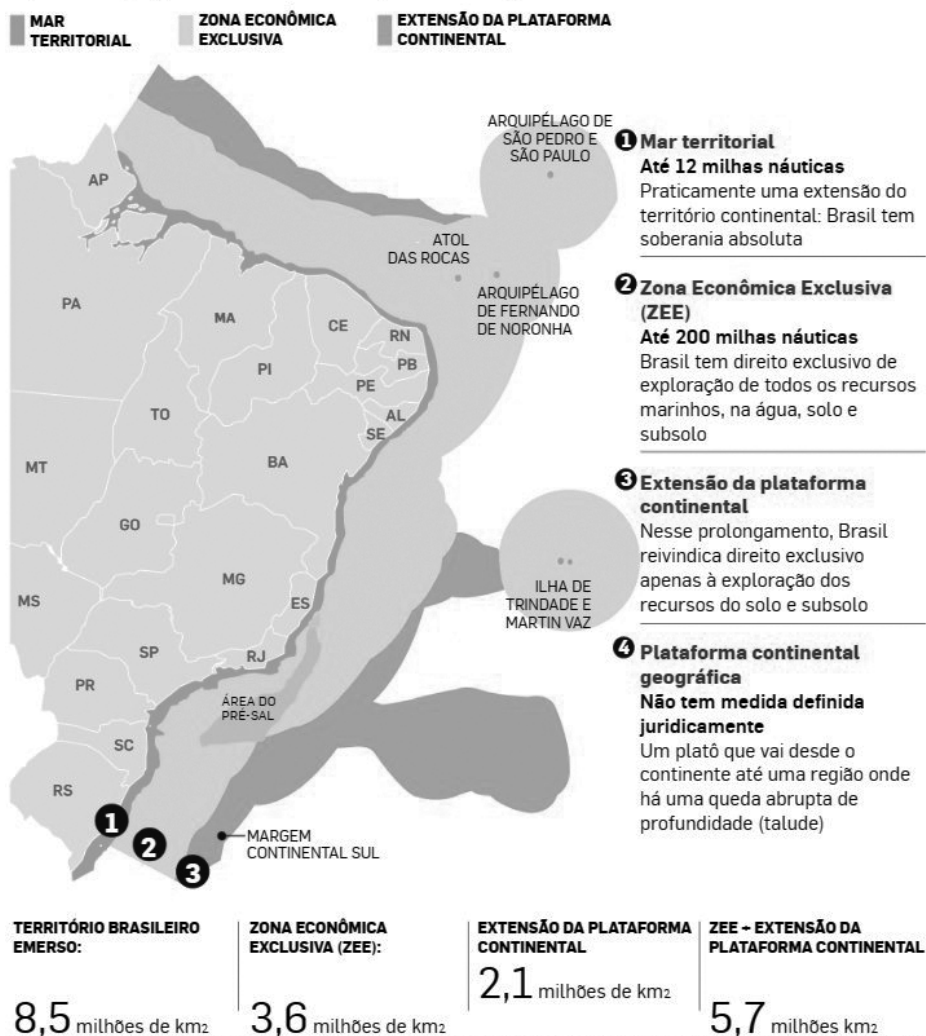 MAR
TERRITORIAL
ZONA ECONÔMICA
EXCLUSIVA
EXTENSÃO DA PLATAFORMA
CONTINENTAL
ARQUIPÉLAGO DE
SÃO PEDRO E
SÃO PAULO
ATOL
DAS ROCAS
ARQUIPÉLAGO
DE FERNANDO
DE NORONHA
AP
PA
MA
CE
RN
PB
PI
PE
AL
SE
TO
BA
MT
GO
MG
ES
MS
SP
RJ
PR
SC
RS
ÁREA DO
PRÉ-SAL
ILHA DE
TRINDADE E
MARTIN VAZ
1
2
3
MARGEM
CONTINENTAL SUL
1 Mar territorial
Até 12 milhas náuticas
Praticamente uma extensão do
território continental: Brasil tem
soberania absoluta
2 Zona Econômica Exclusiva
(ZEE)
Até 200 milhas náuticas
Brasil tem direito exclusivo de
exploração de todos os recursos
marinhos, na água, solo e
subsolo
3 Extensão da plataforma
continental
Nesse prolongamento, Brasil
reivindica direito exclusivo
apenas à exploração dos
recursos do solo e subsolo
4 Plataforma continental
geográfica
Não tem medida definida
juridicamente
Um platô que vai desde o
continente até uma região onde
há uma queda abrupta de
profundidade (talude)
TERRITÓRIO BRASILEIRO
EMERSO:
8,5 milhões de km2
ZONA ECONÔMICA
EXCLUSIVA (ZEE):
3,6 milhões de km2
EXTENSÃO DA PLATAFORMA
CONTINENTAL
2,1 milhões de km2
ZEE + EXTENSÃO DA
PLATAFORMA CONTINENTAL
5,7 milhões de km2